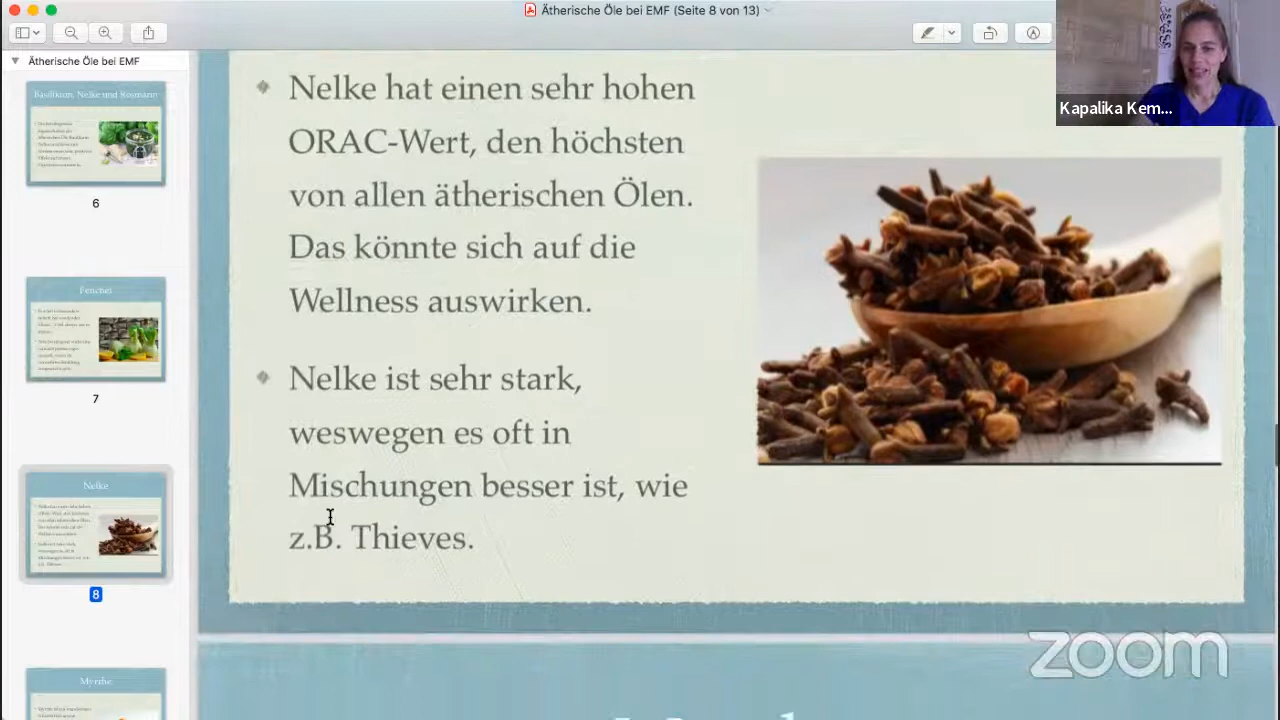 Ätherische Öle bei EMF (Seite 8 von 13)
Ätherische Öle bei EMF
Basilikum, Nelke und Rosmarin
6
Fenchel
7
Nelke
8
Myrrhe
Nelke hat einen sehr hohen
ORAC-Wert, den höchsten
von allen ätherischen Ölen.
Das könnte sich auf die
Wellness auswirken.
Nelke ist sehr stark,
weswegen es oft in
Mischungen besser ist, wie
z.B. Thieves.
Kapalika Kem...
zoom